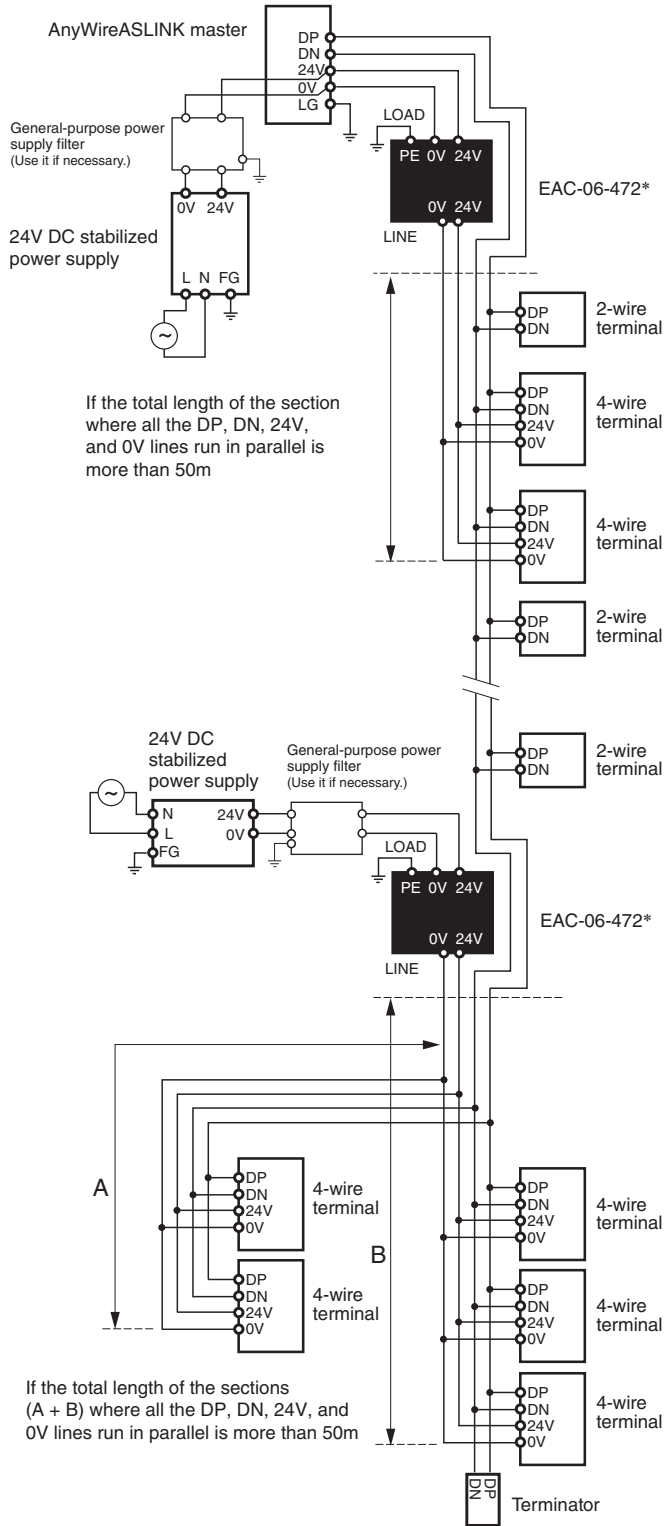 AnyWireASLINK master
DP
DN
24V
0V
LG
General-purpose power
supply filter
(Use it if necessary.)
0V 24V
24V DC stabilized
power supply
L N FG
~
LOAD
PE 0V 24V
0V 24V
LINE
EAC-06-472*
If the total length of the section
where all the DP, DN, 24V,
and 0V lines run in parallel is
more than 50m
DP
DN
2-wire
terminal
DP
DN
24V
0V
4-wire
terminal
DP
DN
24V
0V
4-wire
terminal
DP
DN
2-wire
terminal
DP
DN
2-wire
terminal
24V DC
stabilized
power supply
~
N
L
FG
24V
0V
General-purpose power
supply filter
(Use it if necessary.)
LOAD
PE 0V 24V
0V 24V
LINE
EAC-06-472*
A
B
DP
DN
24V
0V
4-wire
terminal
DP
DN
24V
0V
4-wire
terminal
DP
DN
24V
0V
4-wire
terminal
DP
DN
24V
0V
4-wire
terminal
DP
DN
24V
0V
4-wire
terminal
If the total length of the sections
(A + B) where all the DP, DN, 24V, and
0V lines run in parallel is more than 50m
DP
DN
Terminator